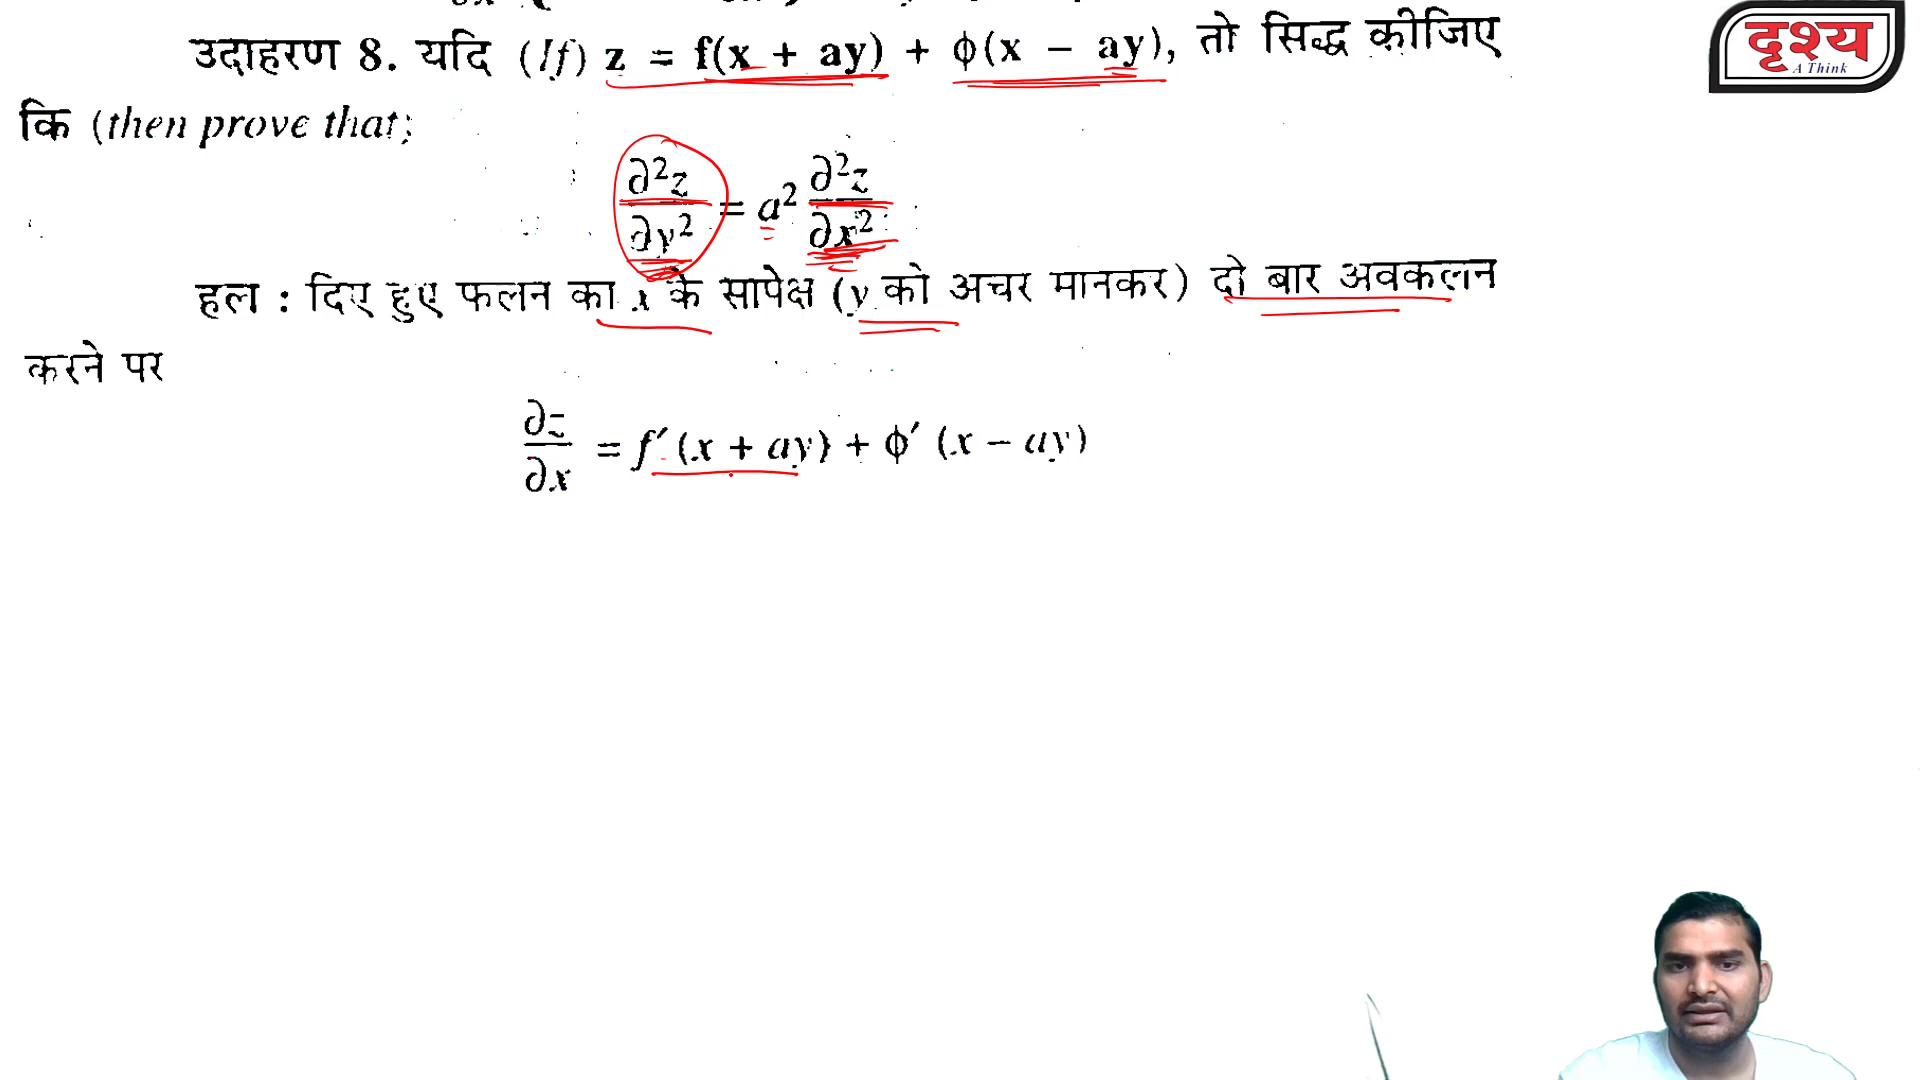 उदाहरण 8. यदि (If) z = f(x + ay) + ϕ(x − ay), तो सिद्ध कीजिए
कि (then prove that)
∂²z/∂y² = a² ∂²z/∂x²
हल : दिए हुए फलन का x के सापेक्ष (y को अचर मानकर) दो बार अवकलन
करने पर
∂z/∂x = f′ (x + ay) + ϕ′ (x − ay)
दृश्य
A Think